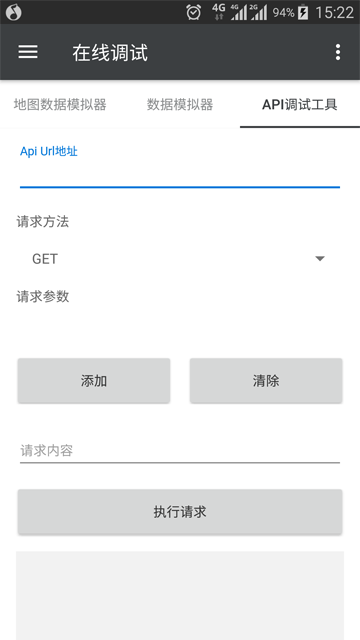 4G 2G 2G 94% 15:22
在线调试
地图数据模拟器 数据模拟器 API调试工具
Api Url地址
请求方法
GET
请求参数
添加 清除
请求内容
执行请求